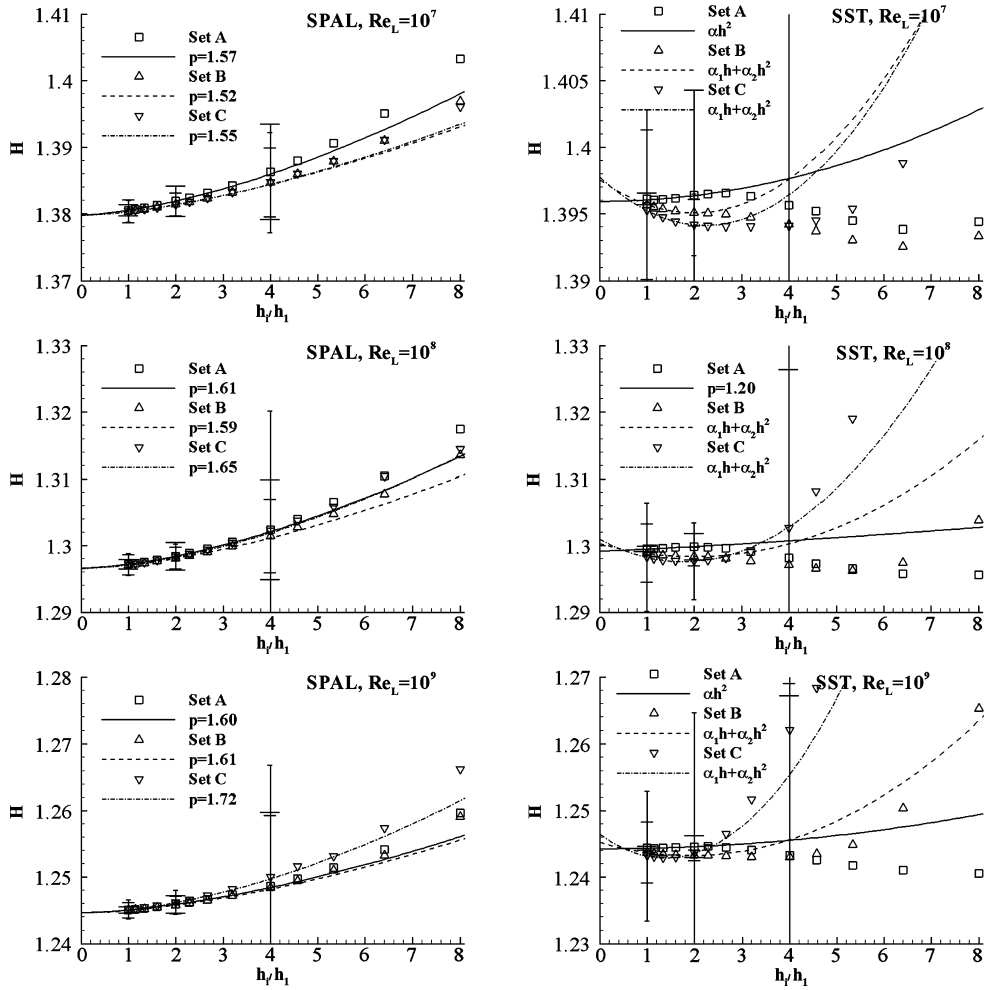 SPAL, Re_L=10^7
Set A
p=1.57
Set B
p=1.52
Set C
p=1.55
H
1.41
1.4
1.39
1.38
1.37
0 1 2 3 4 5 6 7 8
h_i/h_1
SST, Re_L=10^7
Set A
αh^2
Set B
α_1h+α_2h^2
Set C
α_1h+α_2h^2
H
1.41
1.405
1.4
1.395
1.39
0 1 2 3 4 5 6 7 8
h_i/h_1
SPAL, Re_L=10^8
Set A
p=1.61
Set B
p=1.59
Set C
p=1.65
H
1.33
1.32
1.31
1.3
1.29
0 1 2 3 4 5 6 7 8
h_i/h_1
SST, Re_L=10^8
Set A
p=1.20
Set B
α_1h+α_2h^2
Set C
α_1h+α_2h^2
H
1.33
1.32
1.31
1.3
1.29
0 1 2 3 4 5 6 7 8
h_i/h_1
SPAL, Re_L=10^9
Set A
p=1.60
Set B
p=1.61
Set C
p=1.72
H
1.28
1.27
1.26
1.25
1.24
0 1 2 3 4 5 6 7 8
h_i/h_1
SST, Re_L=10^9
Set A
αh^2
Set B
α_1h+α_2h^2
Set C
α_1h+α_2h^2
H
1.27
1.26
1.25
1.24
1.23
0 1 2 3 4 5 6 7 8
h_i/h_1